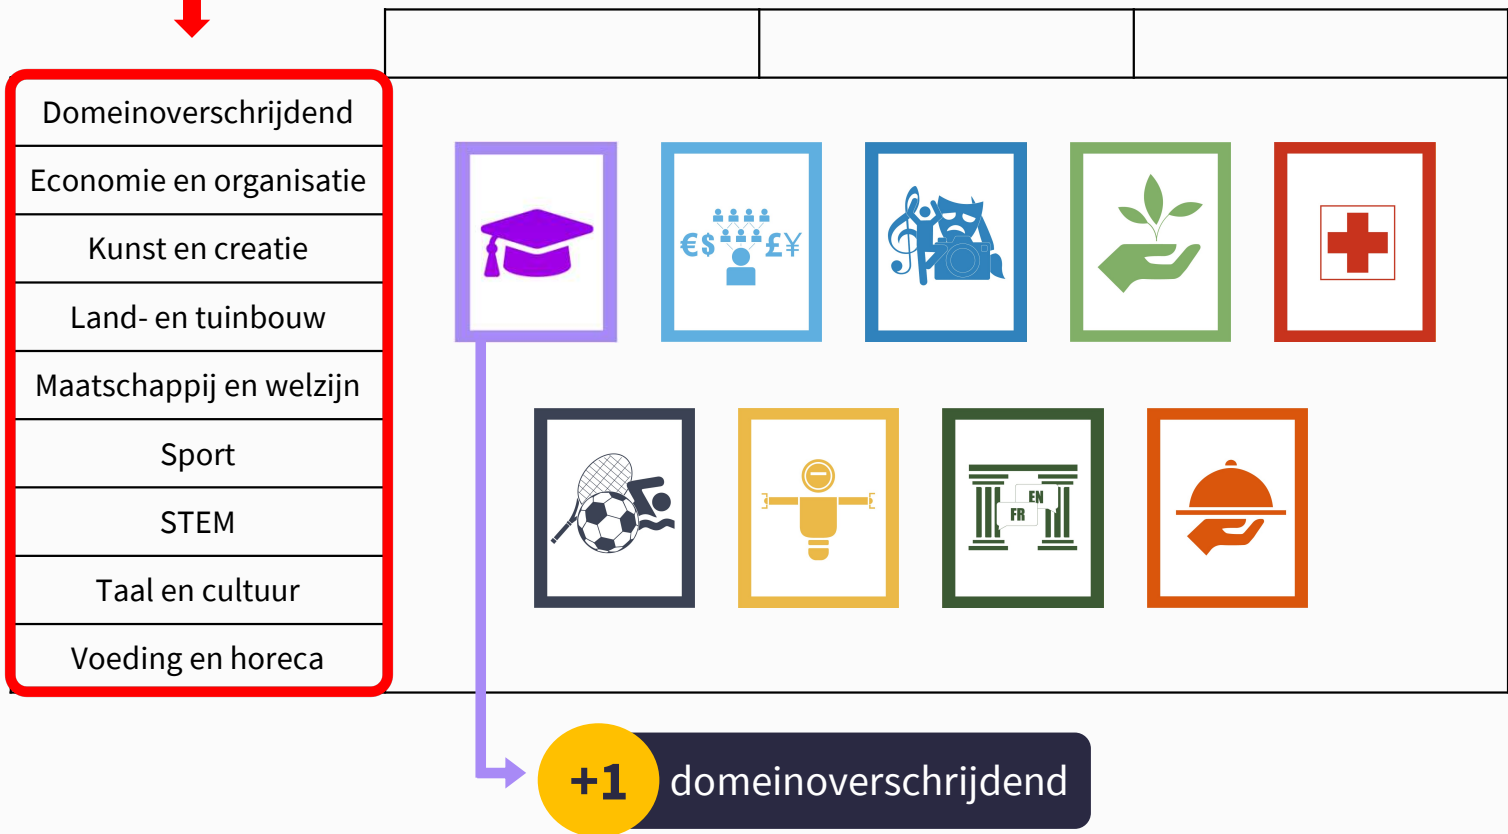 Domeinoverschrijdend
Economie en organisatie
Kunst en creatie
Land- en tuinbouw
Maatschappij en welzijn
Sport
STEM
Taal en cultuur
Voeding en horeca
€$ £¥
EN
FR
+1 domeinoverschrijdend